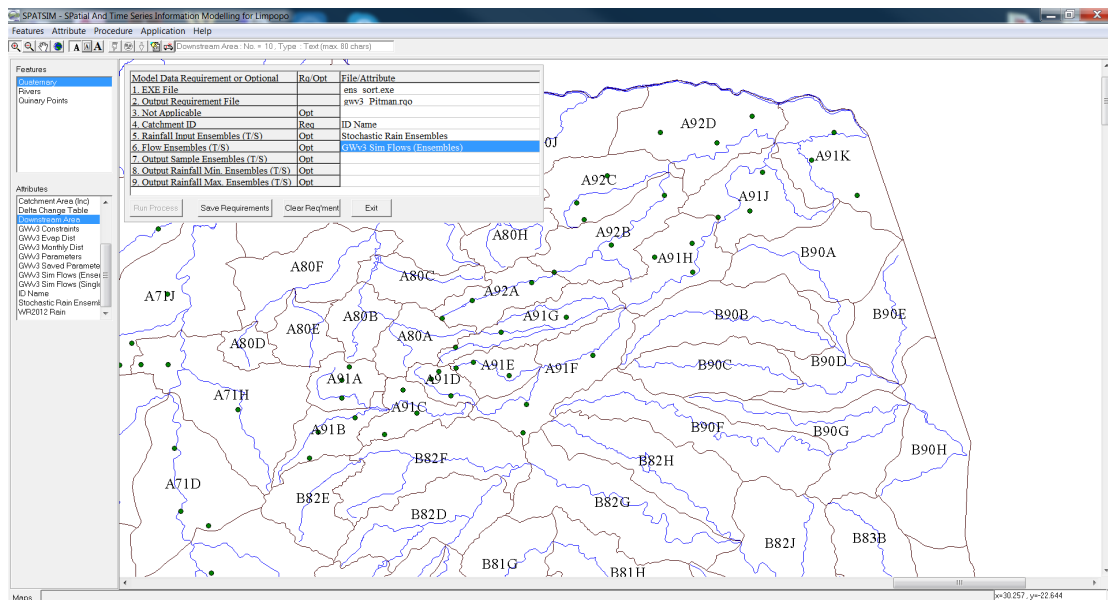 SPATSIM - SPatial And Time Series Information Modelling for Limpopo
Features Attribute Procedure Application Help
A A A Downstream Area : No. = 10 , Type : Text (max. 80 chars)
Features
Quaternary
Rivers
Quinary Points
Attributes
Catchment Area (Inc)
Delta Change Table
Downstream Area
GWv3 Constraints
GWv3 Evap Dist
GWv3 Monthly Dist
GWv3 Parameters
GWv3 Saved Paramete
GWv3 Sim Flows (Enser
GWv3 Sim Flows (Singl
ID Name
Stochastic Rain Ensembl
WR2012 Rain
Model Data Requirement or Optional Rq/Opt File/Attribute
1. EXE File ens_sort.exe
2. Output Requirement File gwv3_Pitman.rqo
3. Not Applicable Opt
4. Catchment ID Req ID Name
5. Rainfall Input Ensembles (T/S) Opt Stochastic Rain Ensembles
6. Flow Ensembles (T/S) Opt GWv3 Sim Flows (Ensembles)
7. Output Sample Ensembles (T/S) Opt
8. Output Rainfall Min. Ensembles (T/S) Opt
9. Output Rainfall Max. Ensembles (T/S) Opt
Run Process Save Requirements Clear Req'ment Exit
A92D
0J
A91K
A92C
A91J
A80H
A92B
A91H
B90A
A80F
A80C
A92A
A71J
A80B
A91G
B90B
B90E
A80E
A80A
A80D
A91E
A91F
B90C
B90D
A91A
A91D
A71H
A91C
A91B
B90F
B90G
B90H
B82F
B82H
A71D
B82E
B82D
B82G
B82J
B83B
B81G
B81H
Maps
x=30.257 , y=-22.644